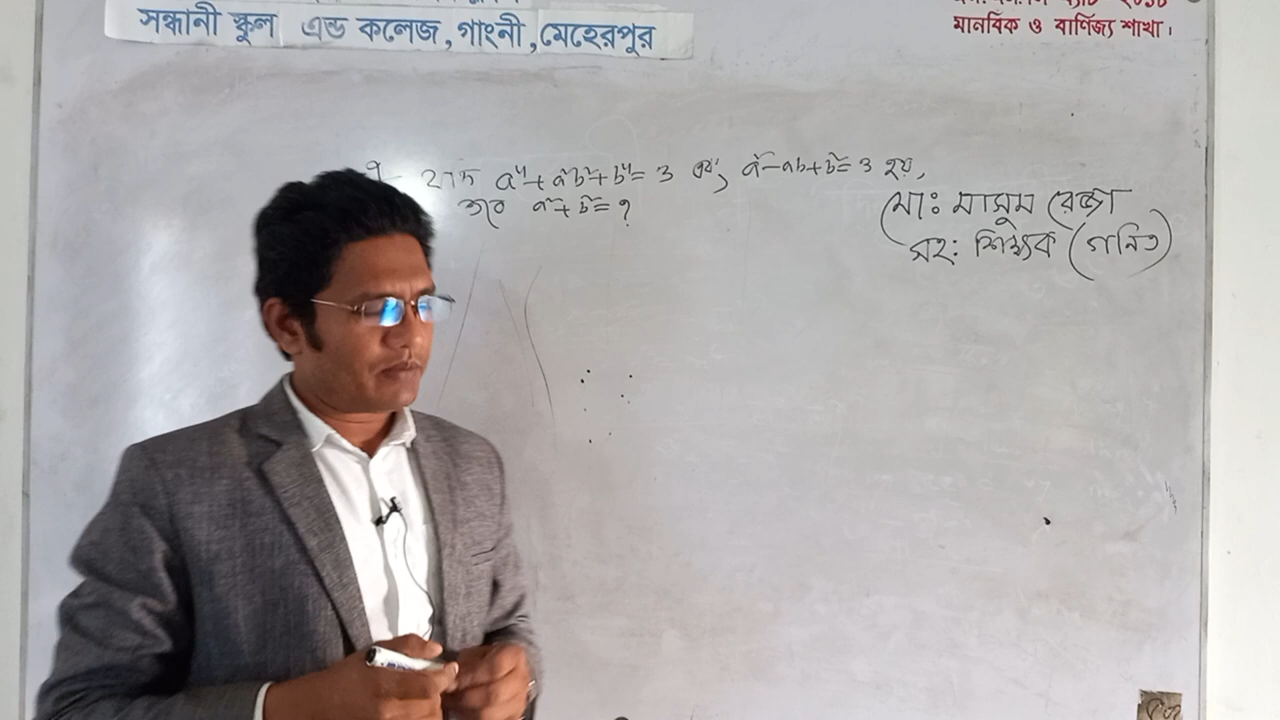 সন্ধানী স্কুল এন্ড কলেজ, গাংনী, মেহেরপুর
মানবিক ও বাণিজ্য শাখা।
যদি a⁴ + a²b² + b⁴ = 3 এবং, a² - ab + b² = 3 হয়,
তবে a² + b² = ?
মোঃ মাসুম রেজা
সহ: শিক্ষক (গনিত)